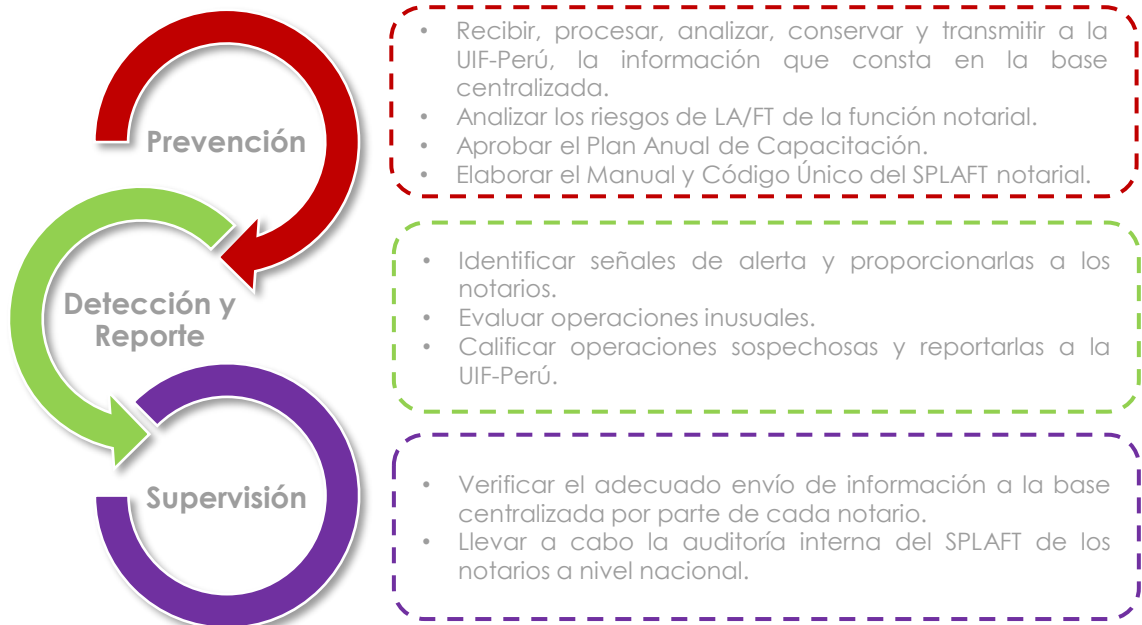 Prevención
• Recibir, procesar, analizar, conservar y transmitir a la
UIF-Perú, la información que consta en la base
centralizada.
• Analizar los riesgos de LA/FT de la función notarial.
• Aprobar el Plan Anual de Capacitación.
• Elaborar el Manual y Código Único del SPLAFT notarial.
Detección y
Reporte
• Identificar señales de alerta y proporcionarlas a los
notarios.
• Evaluar operaciones inusuales.
• Calificar operaciones sospechosas y reportarlas a la
UIF-Perú.
Supervisión
• Verificar el adecuado envío de información a la base
centralizada por parte de cada notario.
• Llevar a cabo la auditoría interna del SPLAFT de los
notarios a nivel nacional.